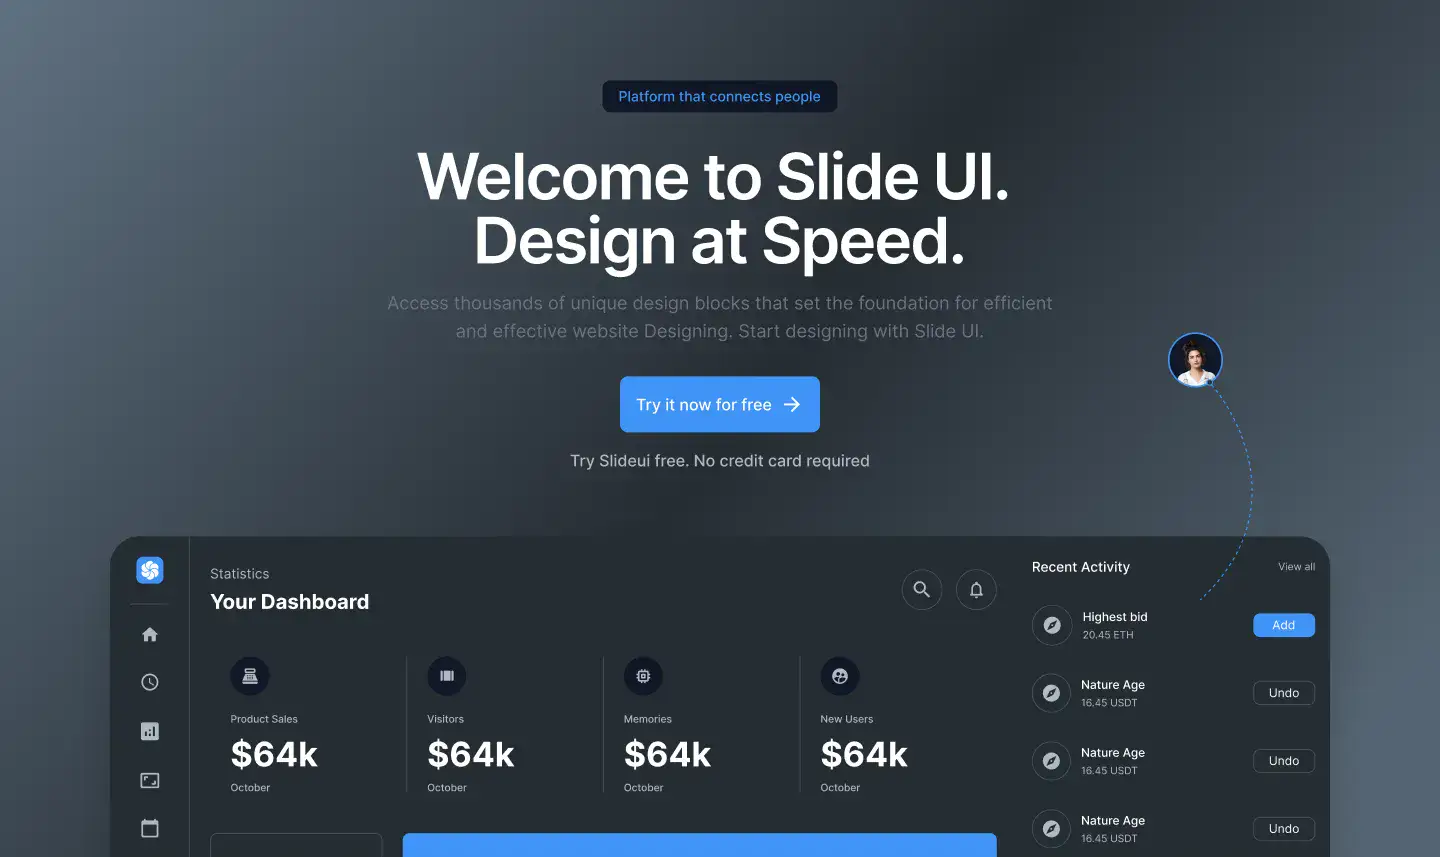 Platform that connects people
Welcome to Slide UI.
Design at Speed.
Access thousands of unique design blocks that set the foundation for efficient
and effective website Designing. Start designing with Slide UI.
Try it now for free
Try Slideui free. No credit card required
Statistics
Your Dashboard
Product Sales
$64k
October
Visitors
$64k
October
Memories
$64k
October
New Users
$64k
October
Recent Activity
View all
Highest bid
20.45 ETH
Add
Nature Age
16.45 USDT
Undo
Nature Age
16.45 USDT
Undo
Nature Age
16.45 USDT
Undo